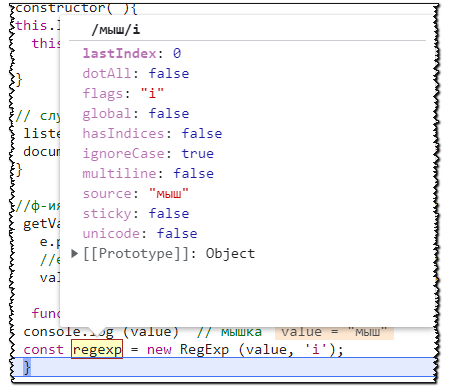 constructor( ){
this.
this
}
// 
liste
docum
}
//ф-ия
getVa
e.p
//
val
func
/мыш/i
lastIndex: 0
dotAll: false
flags: "i"
global: false
hasIndices: false
ignoreCase: true
multiline: false
source: "мыш"
sticky: false
unicode: false
▶[[Prototype]]: Object
console.log (value) // мышка value = "мыш"
const regexp = new RegExp (value, 'i');
}